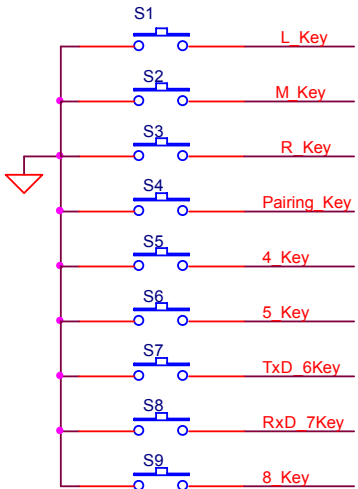 S1
L_Key
S2
M_Key
S3
R_Key
S4
Pairing_Key
S5
4_Key
S6
5_Key
S7
TxD_6Key
S8
RxD_7Key
S9
8_Key